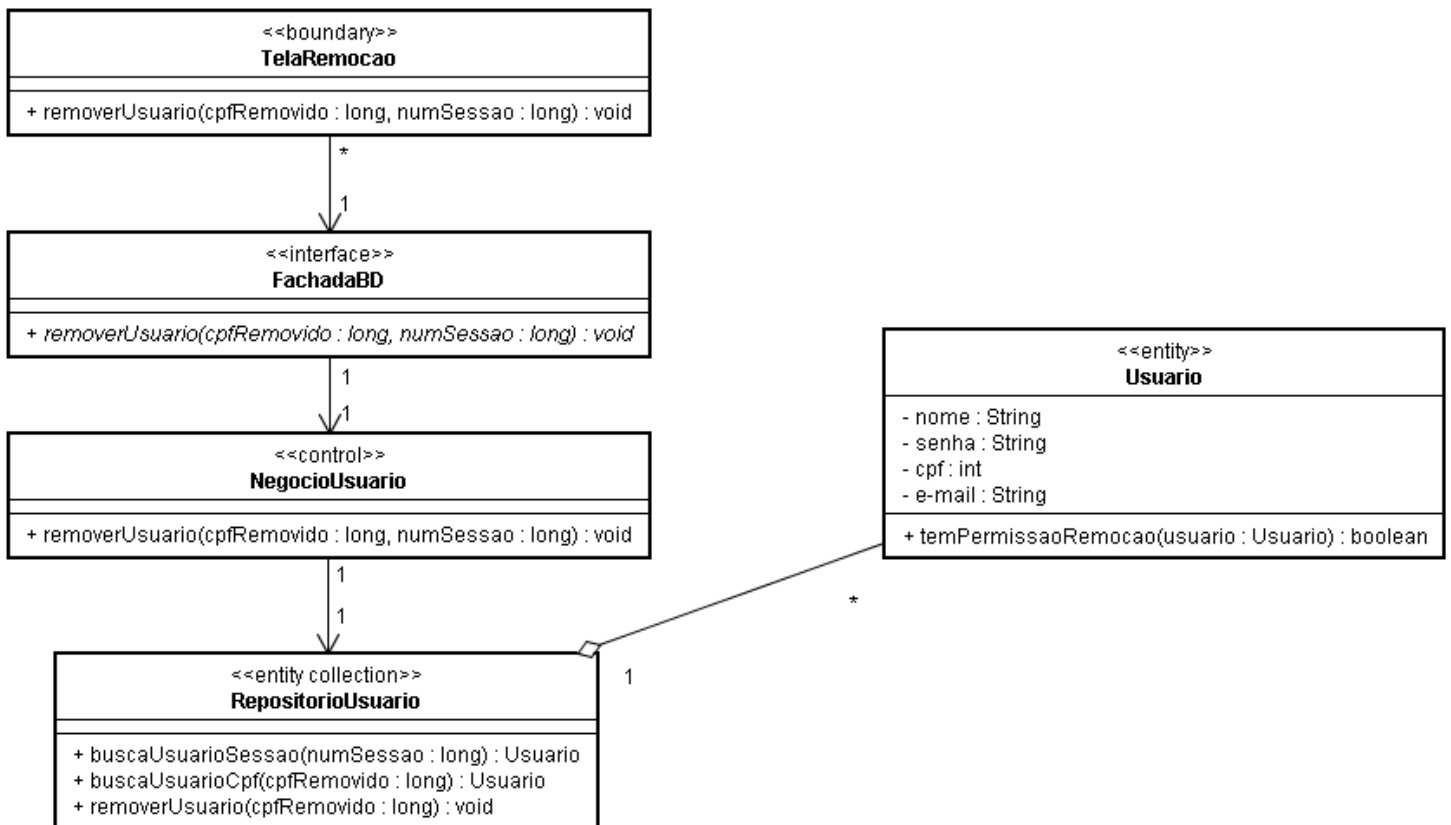 <<boundary>>
TelaRemocao
+ removerUsuario(cpfRemovido : long, numSessao : long) : void
*
1
<<interface>>
FachadaBD
+ removerUsuario(cpfRemovido : long, numSessao : long) : void
1
1
<<control>>
NegocioUsuario
+ removerUsuario(cpfRemovido : long, numSessao : long) : void
1
1
<<entity collection>>
RepositorioUsuario
+ buscaUsuarioSessao(numSessao : long) : Usuario
+ buscaUsuarioCpf(cpfRemovido : long) : Usuario
+ removerUsuario(cpfRemovido : long) : void
1
*
<<entity>>
Usuario
- nome : String
- senha : String
- cpf : int
- e-mail : String
+ temPermissaoRemocao(usuario : Usuario) : boolean